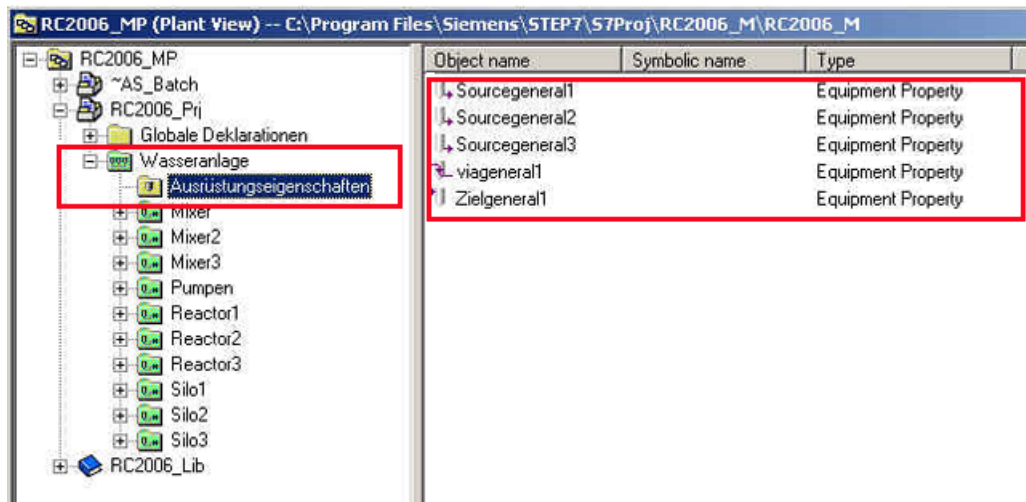 RC2006_MP (Plant View) -- C:\Program Files\Siemens\STEP7\S7Proj\RC2006_M\RC2006_M
RC2006_MP
~AS_Batch
RC2006_Prj
Globale Deklarationen
Wasseranlage
Ausrüstungseigenschaften
Mixer
Mixer2
Mixer3
Pumpen
Reactor1
Reactor2
Reactor3
Silo1
Silo2
Silo3
RC2006_Lib
Object name Symbolic name Type
Sourcegeneral1 Equipment Property
Sourcegeneral2 Equipment Property
Sourcegeneral3 Equipment Property
viageneral1 Equipment Property
Zielgeneral1 Equipment Property